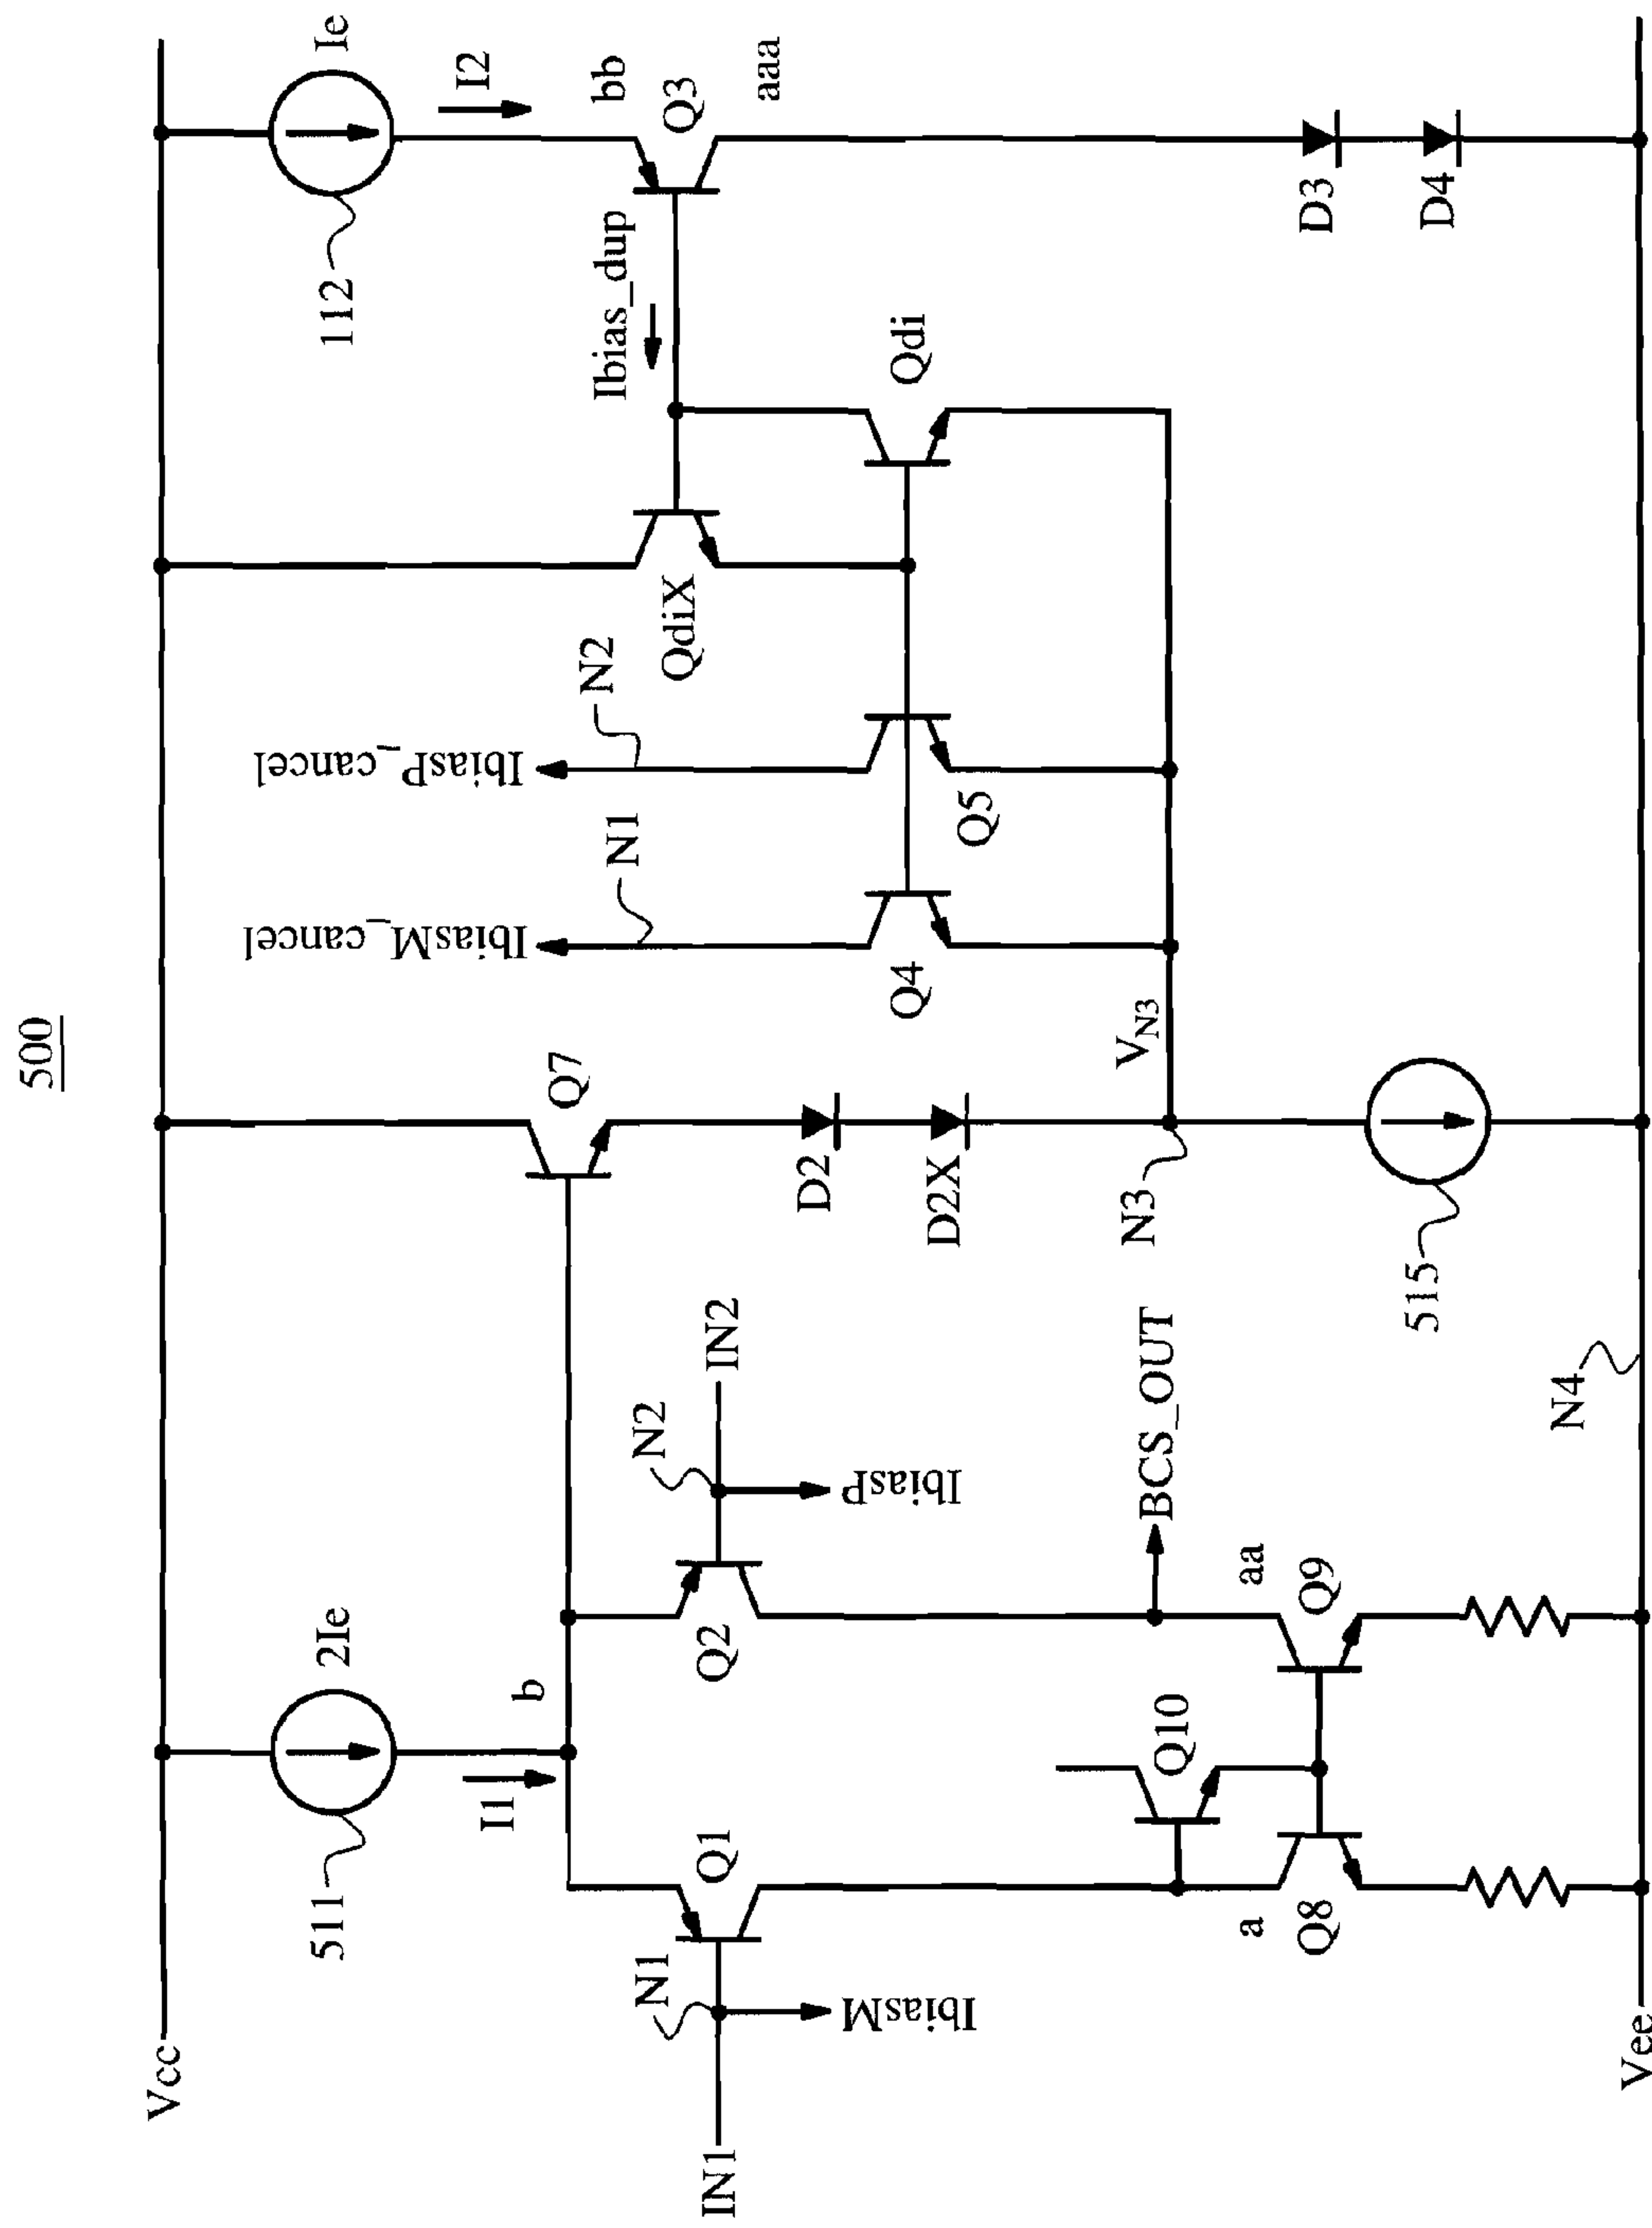 500
Vcc
511
2Ie
I1
b
112
Ie
I2
bb
Q7
IbiasM_cancel
N1
IbiasP_cancel
N2
QdiX
Ibias_dup
Q3
aaa
IN1
N1
Q1
IbiasM
Q2
N2
IN2
IbiasP
D2
D2X
Q4
Q5
Qdi
Q10
BCS_OUT
N3
VN3
a
Q8
aa
Q9
515
D3
D4
N4
Vee